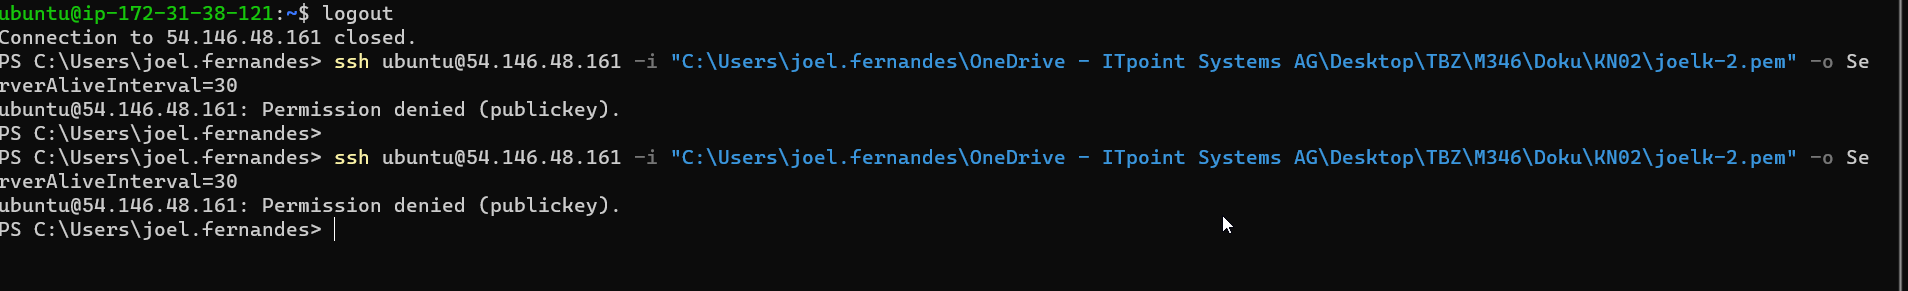 ubuntu@ip-172-31-38-121:~$ logout
Connection to 54.146.48.161 closed.
PS C:\Users\joel.fernandes> ssh ubuntu@54.146.48.161 -i "C:\Users\joel.fernandes\OneDrive - ITpoint Systems AG\Desktop\TBZ\M346\Doku\KN02\joelk-2.pem" -o Se
rverAliveInterval=30
ubuntu@54.146.48.161: Permission denied (publickey).
PS C:\Users\joel.fernandes>
PS C:\Users\joel.fernandes> ssh ubuntu@54.146.48.161 -i "C:\Users\joel.fernandes\OneDrive - ITpoint Systems AG\Desktop\TBZ\M346\Doku\KN02\joelk-2.pem" -o Se
rverAliveInterval=30
ubuntu@54.146.48.161: Permission denied (publickey).
PS C:\Users\joel.fernandes>